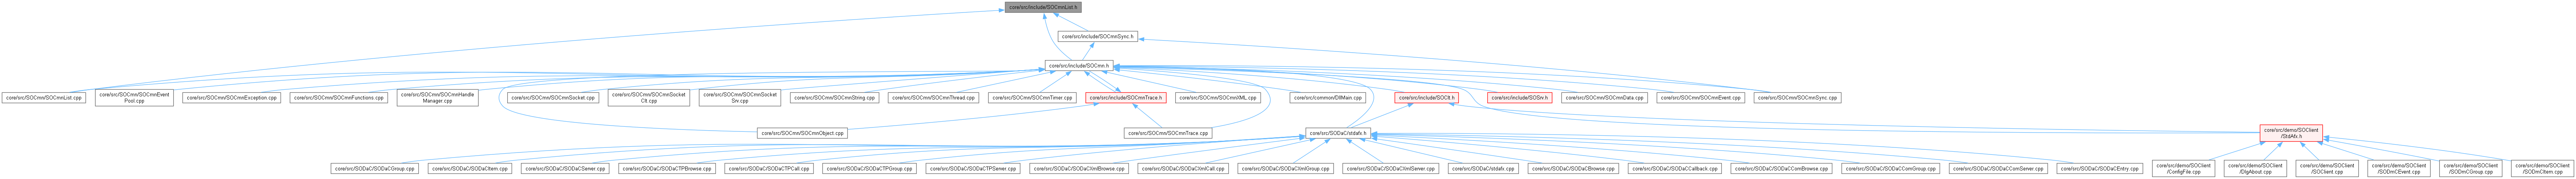 core/src/include/SOCmnList.h
core/src/include/SOCmnSync.h
core/src/include/SOCmn.h
core/src/SOCmn/SOCmnList.cpp
core/src/SOCmn/SOCmnEvent
Pool.cpp
core/src/SOCmn/SOCmnException.cpp
core/src/SOCmn/SOCmnFunctions.cpp
core/src/SOCmn/SOCmnHandle
Manager.cpp
core/src/SOCmn/SOCmnSocket.cpp
core/src/SOCmn/SOCmnSocket
Clt.cpp
core/src/SOCmn/SOCmnSocket
Srv.cpp
core/src/SOCmn/SOCmnString.cpp
core/src/SOCmn/SOCmnThread.cpp
core/src/SOCmn/SOCmnTimer.cpp
core/src/include/SOCmnTrace.h
core/src/SOCmn/SOCmnXML.cpp
core/src/common/DllMain.cpp
core/src/include/SOClt.h
core/src/include/SOSrv.h
core/src/SOCmn/SOCmnData.cpp
core/src/SOCmn/SOCmnEvent.cpp
core/src/SOCmn/SOCmnSync.cpp
core/src/SOCmn/SOCmnObject.cpp
core/src/SOCmn/SOCmnTrace.cpp
core/src/SODaC/stdafx.h
core/src/demo/SOClient
/StdAfx.h
core/src/SODaC/SODaCGroup.cpp
core/src/SODaC/SODaCItem.cpp
core/src/SODaC/SODaCServer.cpp
core/src/SODaC/SODaCTPBrowse.cpp
core/src/SODaC/SODaCTPCall.cpp
core/src/SODaC/SODaCTPGroup.cpp
core/src/SODaC/SODaCTPServer.cpp
core/src/SODaC/SODaCXmlBrowse.cpp
core/src/SODaC/SODaCXmlCall.cpp
core/src/SODaC/SODaCXmlGroup.cpp
core/src/SODaC/SODaCXmlServer.cpp
core/src/SODaC/stdafx.cpp
core/src/SODaC/SODaCBrowse.cpp
core/src/SODaC/SODaCCallback.cpp
core/src/SODaC/SODaCComBrowse.cpp
core/src/SODaC/SODaCComGroup.cpp
core/src/SODaC/SODaCComServer.cpp
core/src/SODaC/SODaCEntry.cpp
core/src/demo/SOClient
/ConfigFile.cpp
core/src/demo/SOClient
/DlgAbout.cpp
core/src/demo/SOClient
/SOClient.cpp
core/src/demo/SOClient
/SODmCEvent.cpp
core/src/demo/SOClient
/SODmCGroup.cpp
core/src/demo/SOClient
/SODmCItem.cpp